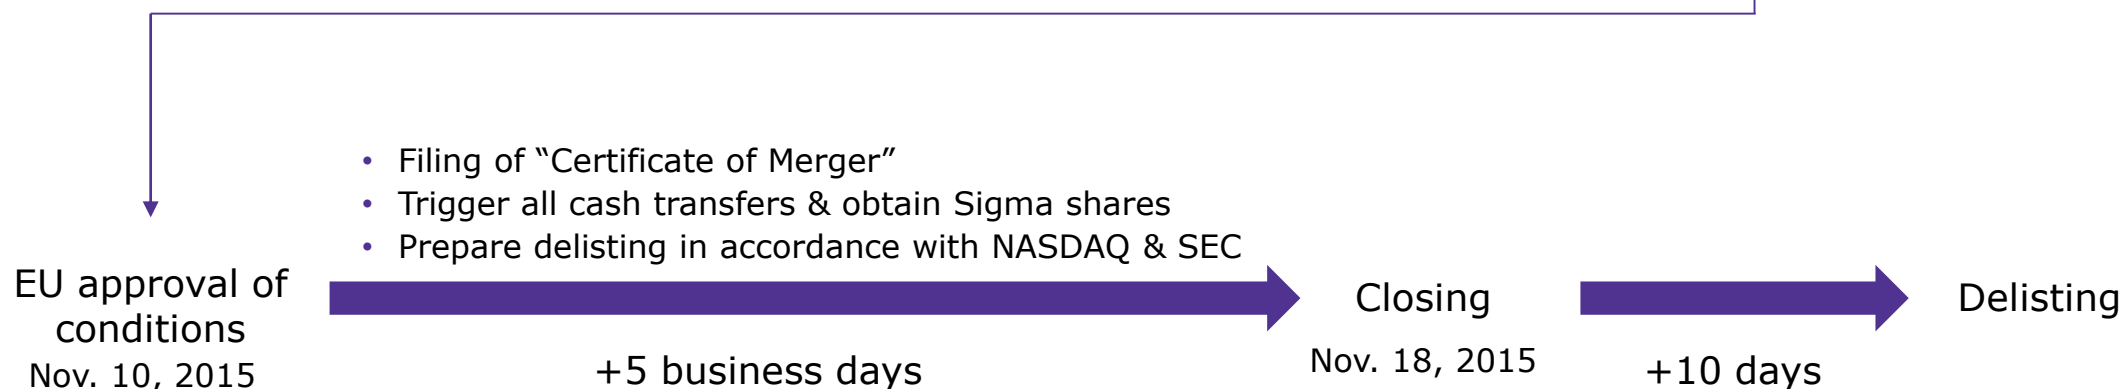 • Filing of “Certificate of Merger”
• Trigger all cash transfers & obtain Sigma shares
• Prepare delisting in accordance with NASDAQ & SEC
EU approval of
conditions
Nov. 10, 2015
+5 business days
Closing
Nov. 18, 2015
+10 days
Delisting